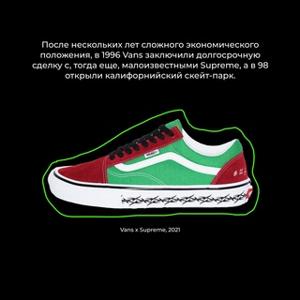 После нескольких лет сложного экономического
положения, в 1996 Vans заключили долгосрочную
сделку с, тогда еще, малоизвестными Supreme, а в 98
открыли калифорнийский скейт-парк.
Vans x Supreme, 2021